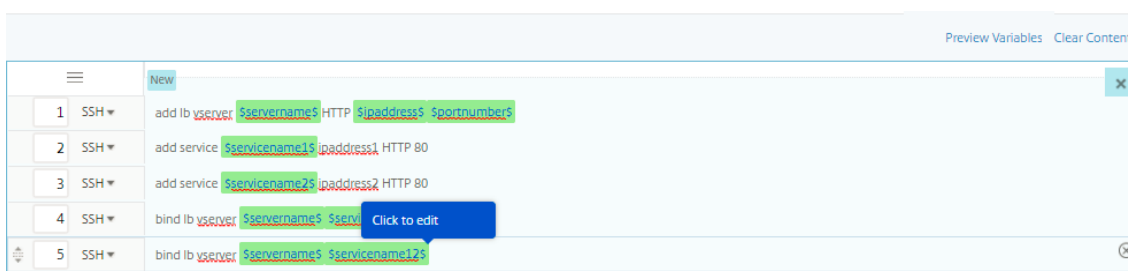 Preview Variables Clear Conten
New
1 SSH add lb vserver $servername$ HTTP $ipaddress$ $portnumber$
2 SSH add service $servicename1$ ipaddress1 HTTP 80
3 SSH add service $servicename2$ ipaddress2 HTTP 80
4 SSH bind lb vserver $servername$ $servi
Click to edit
5 SSH bind lb vserver $servername$ $servicename12$